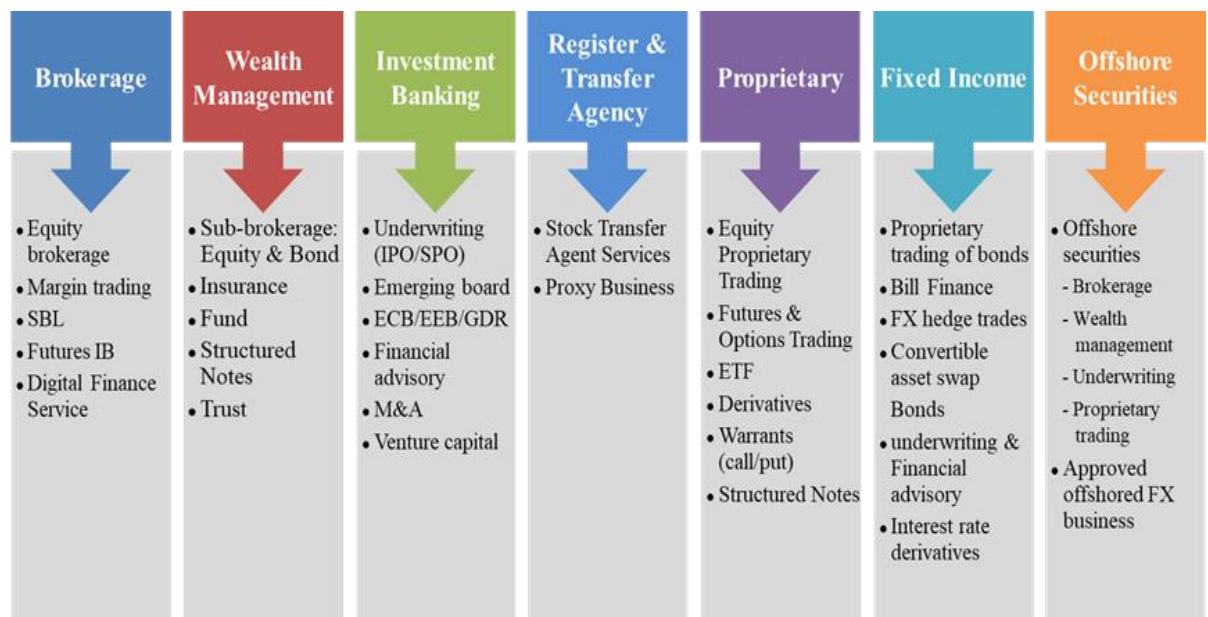 Brokerage
• Equity
brokerage
• Margin trading
• SBL
• Futures IB
• Digital Finance
Service
Wealth
Management
• Sub-brokerage:
Equity & Bond
• Insurance
• Fund
• Structured
Notes
• Trust
Investment
Banking
• Underwriting
(IPO/SPO)
• Emerging board
• ECB/EEB/GDR
• Financial
advisory
• M&A
• Venture capital
Register &
Transfer
Agency
• Stock Transfer
Agent Services
• Proxy Business
Proprietary
• Equity
Proprietary
Trading
• Futures &
Options Trading
• ETF
• Derivatives
• Warrants
(call/put)
• Structured Notes
Fixed Income
• Proprietary
trading of bonds
• Bill Finance
• FX hedge trades
• Convertible
asset swap
Bonds
• underwriting &
Financial
advisory
• Interest rate
derivatives
Offshore
Securities
• Offshore
securities
- Brokerage
- Wealth
management
- Underwriting
- Proprietary
trading
• Approved
offshored FX
business